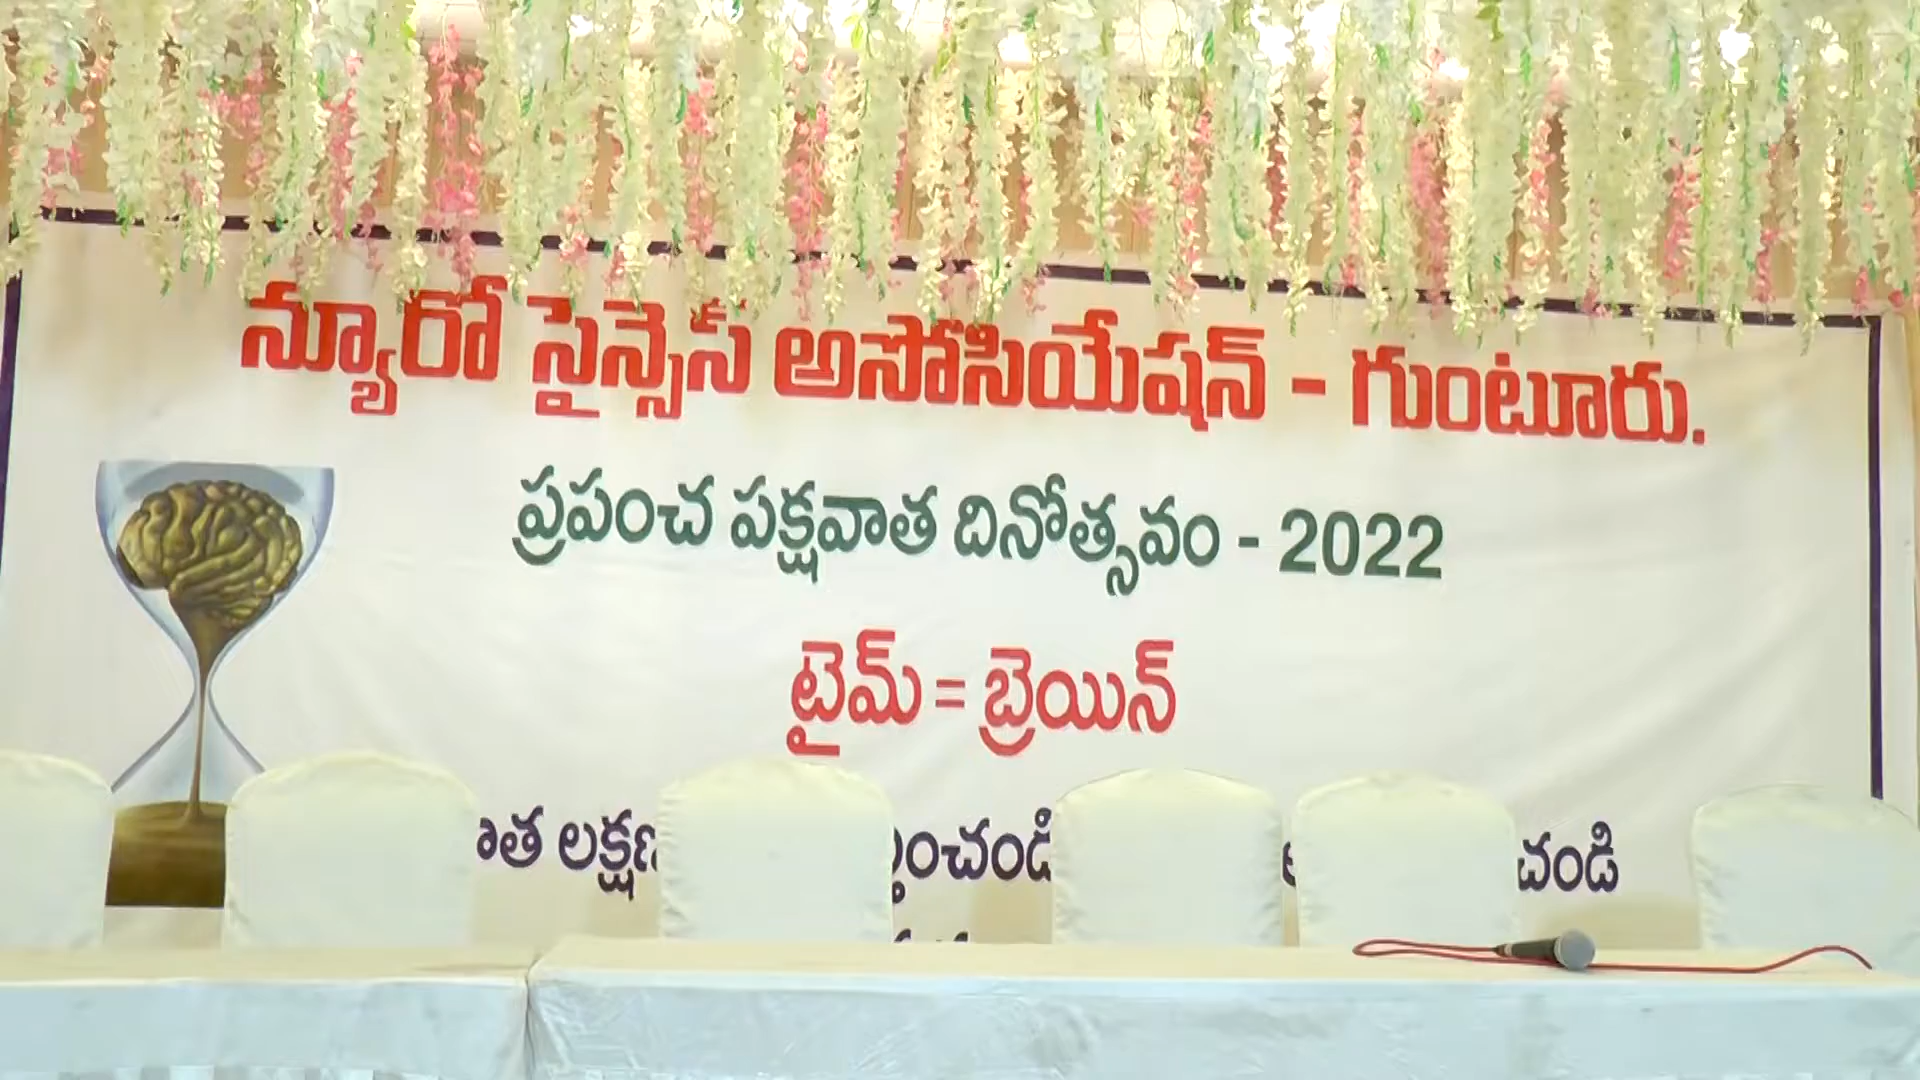 న్యూరో సైన్సెస్ అసోసియేషన్ - గుంటూరు.
ప్రపంచ పక్షవాత దినోత్సవం - 2022
టైమ్ = బ్రెయిన్